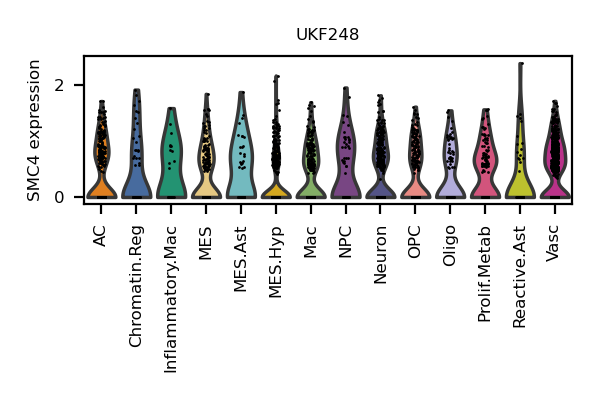 UKF248
SMC4 expression
2
0
AC
Chromatin.Reg
Inflammatory.Mac
MES
MES.Ast
MES.Hyp
Mac
NPC
Neuron
OPC
Oligo
Prolif.Metab
Reactive.Ast
Vasc